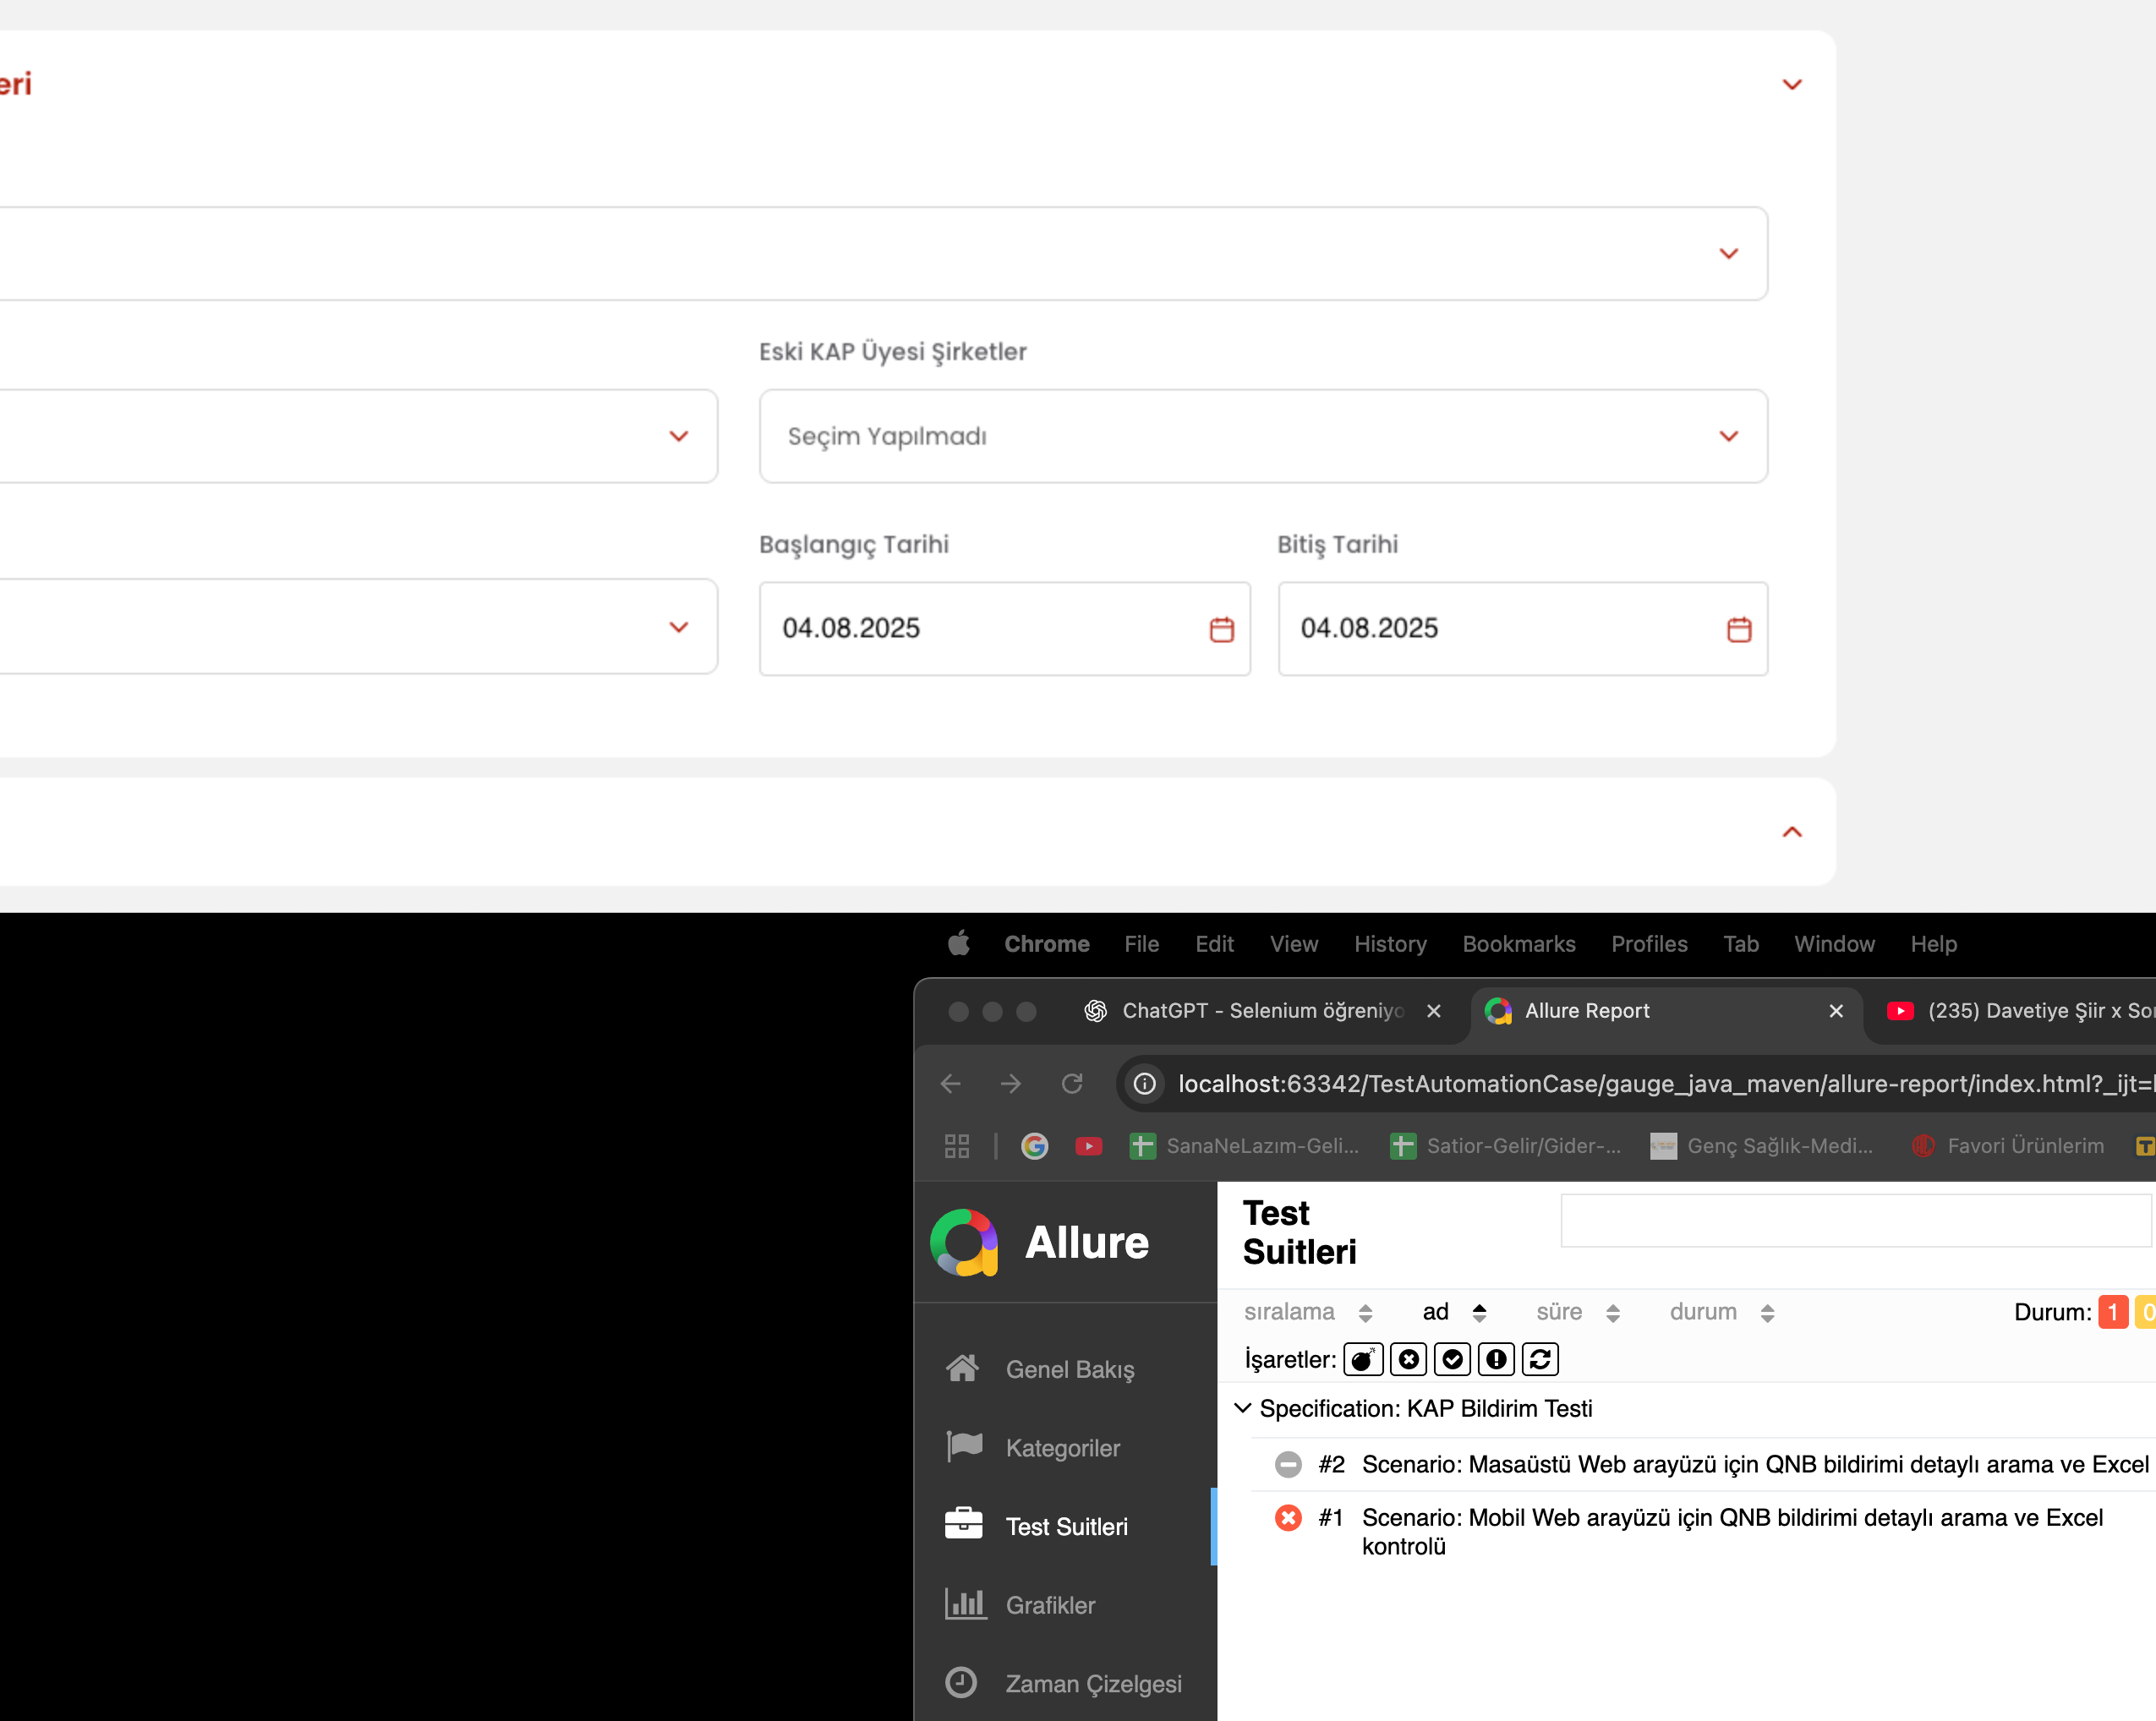 eri
Eski KAP Üyesi Şirketler
Seçim Yapılmadı
Başlangıç Tarihi
Bitiş Tarihi
04.08.2025
04.08.2025
Chrome File Edit View History Bookmarks Profiles Tab Window Help
ChatGPT - Selenium öğreniyo
Allure Report
(235) Davetiye Şiir x So
localhost:63342/TestAutomationCase/gauge_java_maven/allure-report/index.html?_ijt=
SanaNeLazım-Geli...
Satior-Gelir/Gider-...
Genç Sağlık-Medi...
Favori Ürünlerim
Allure
Genel Bakış
Kategoriler
Test Suitleri
Grafikler
Zaman Çizelgesi
Test
Suitleri
sıralama ad süre durum Durum: 1 0
İşaretler:
Specification: KAP Bildirim Testi
#2 Scenario: Masaüstü Web arayüzü için QNB bildirimi detaylı arama ve Excel
#1 Scenario: Mobil Web arayüzü için QNB bildirimi detaylı arama ve Excel
kontrolü